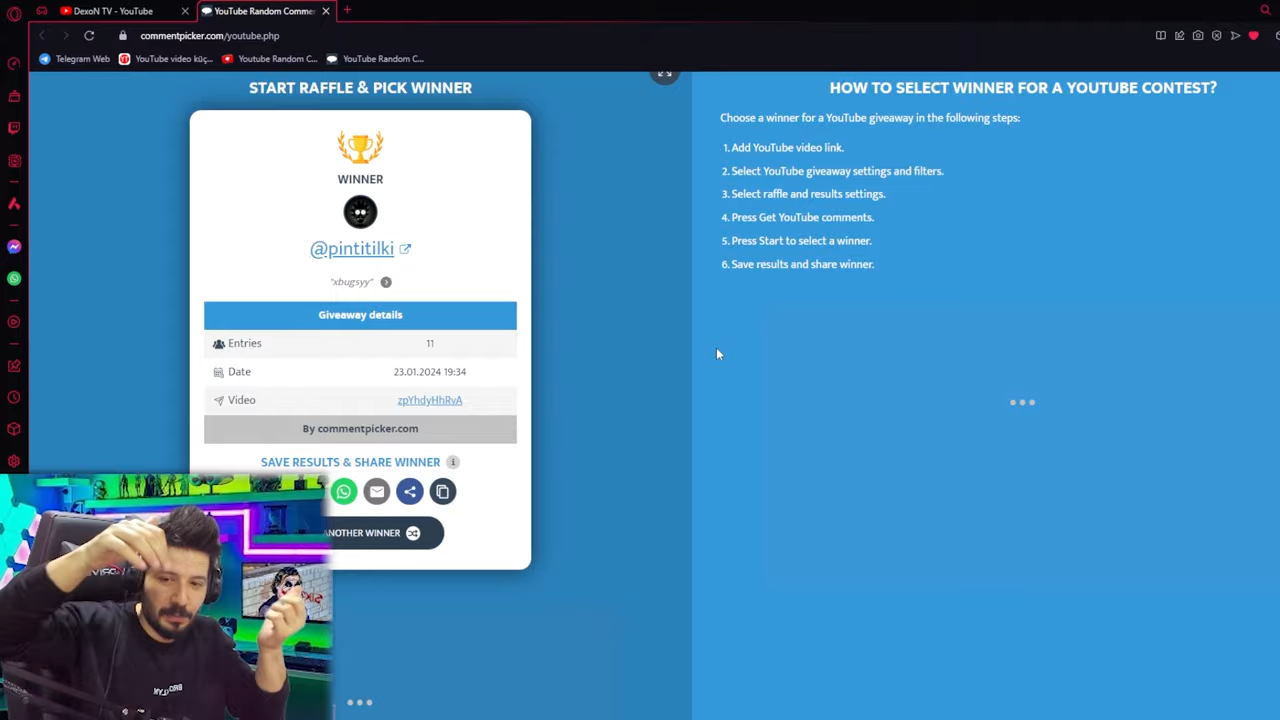 DexoN TV - YouTube
YouTube Random Comme
commentpicker.com/youtube.php
Telegram Web
YouTube video küç...
Youtube Random C...
YouTube Random C...
START RAFFLE & PICK WINNER
WINNER
@pintitilki
"xbugsyy"
Giveaway details
Entries 11
Date 23.01.2024 19:34
Video zpYhdyHhRvA
By commentpicker.com
SAVE RESULTS & SHARE WINNER
ANOTHER WINNER
HOW TO SELECT WINNER FOR A YOUTUBE CONTEST?
Choose a winner for a YouTube giveaway in the following steps:
1. Add YouTube video link.
2. Select YouTube giveaway settings and filters.
3. Select raffle and results settings.
4. Press Get YouTube comments.
5. Press Start to select a winner.
6. Save results and share winner.